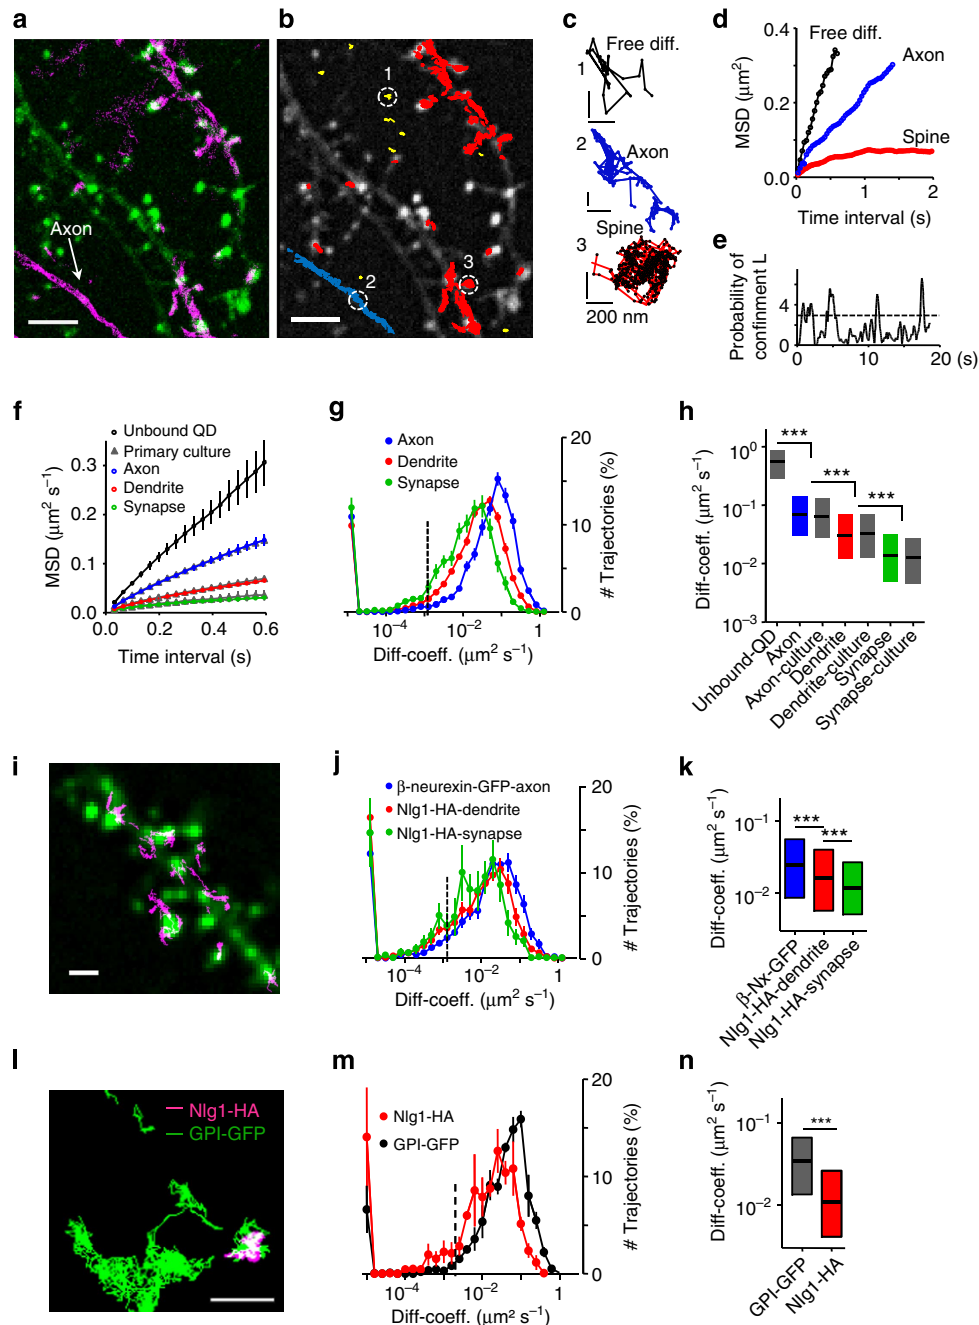 a
b
c
d
Axon
1
2
3
Free diff.
1
2
Axon
Spine
3
200 nm
MSD (μm²)
0.4
0.2
0.0
Free diff.
Axon
Spine
0
1
2
Time interval (s)
e
Probability of
confinment L
4
0
0
10
20
(s)
f
Unbound QD
Primary culture
Axon
Dendrite
Synapse
MSD (μm² s⁻¹)
0.3
0.2
0.1
0.0
0.0
0.2
0.4
0.6
Time interval (s)
g
Axon
Dendrite
Synapse
20
10
0
# Trajectories (%)
10⁻⁴
10⁻²
1
Diff-coeff. (μm² s⁻¹)
h
Diff-coeff. (μm² s⁻¹)
10⁰
10⁻¹
10⁻²
10⁻³
***
***
***
Unbound-QD
Axon
Axon-culture
Dendrite
Dendrite-culture
Synapse
Synapse-culture
i
j
β-neurexin-GFP-axon
Nlg1-HA-dendrite
Nlg1-HA-synapse
20
10
0
# Trajectories (%)
10⁻⁴
10⁻²
1
Diff-coeff. (μm² s⁻¹)
k
Diff-coeff. (μm² s⁻¹)
10⁻¹
10⁻²
***
***
β-Nx-GFP
Nlg1-HA-dendrite
Nlg1-HA-synapse
l
Nlg1-HA
GPI-GFP
m
Nlg1-HA
GPI-GFP
20
10
0
# Trajectories (%)
10⁻⁴
10⁻²
1
Diff-coeff. (μm² s⁻¹)
n
Diff-coeff. (μm² s⁻¹)
10⁻¹
10⁻²
***
GPI-GFP
Nlg1-HA